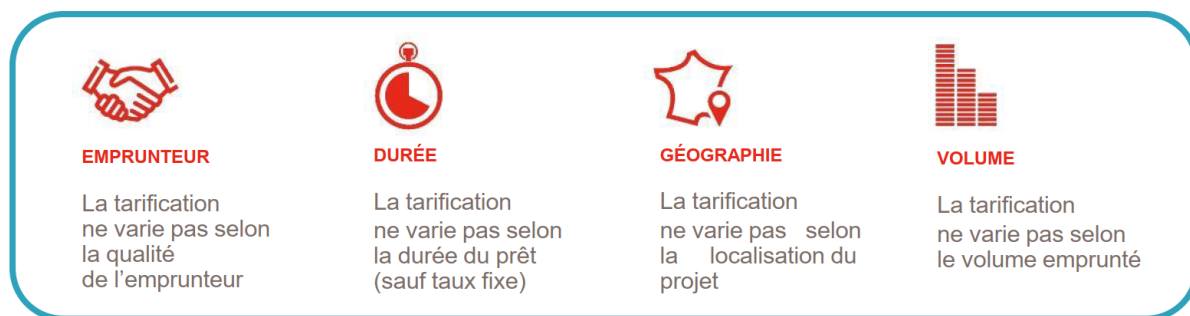 EMPRUNTEUR
La tarification
ne varie pas selon
la qualité
de l'emprunteur
DURÉE
La tarification
ne varie pas selon
la durée du prêt
(sauf taux fixe)
GÉOGRAPHIE
La tarification
ne varie pas selon
la localisation du
projet
VOLUME
La tarification
ne varie pas selon
le volume emprunté